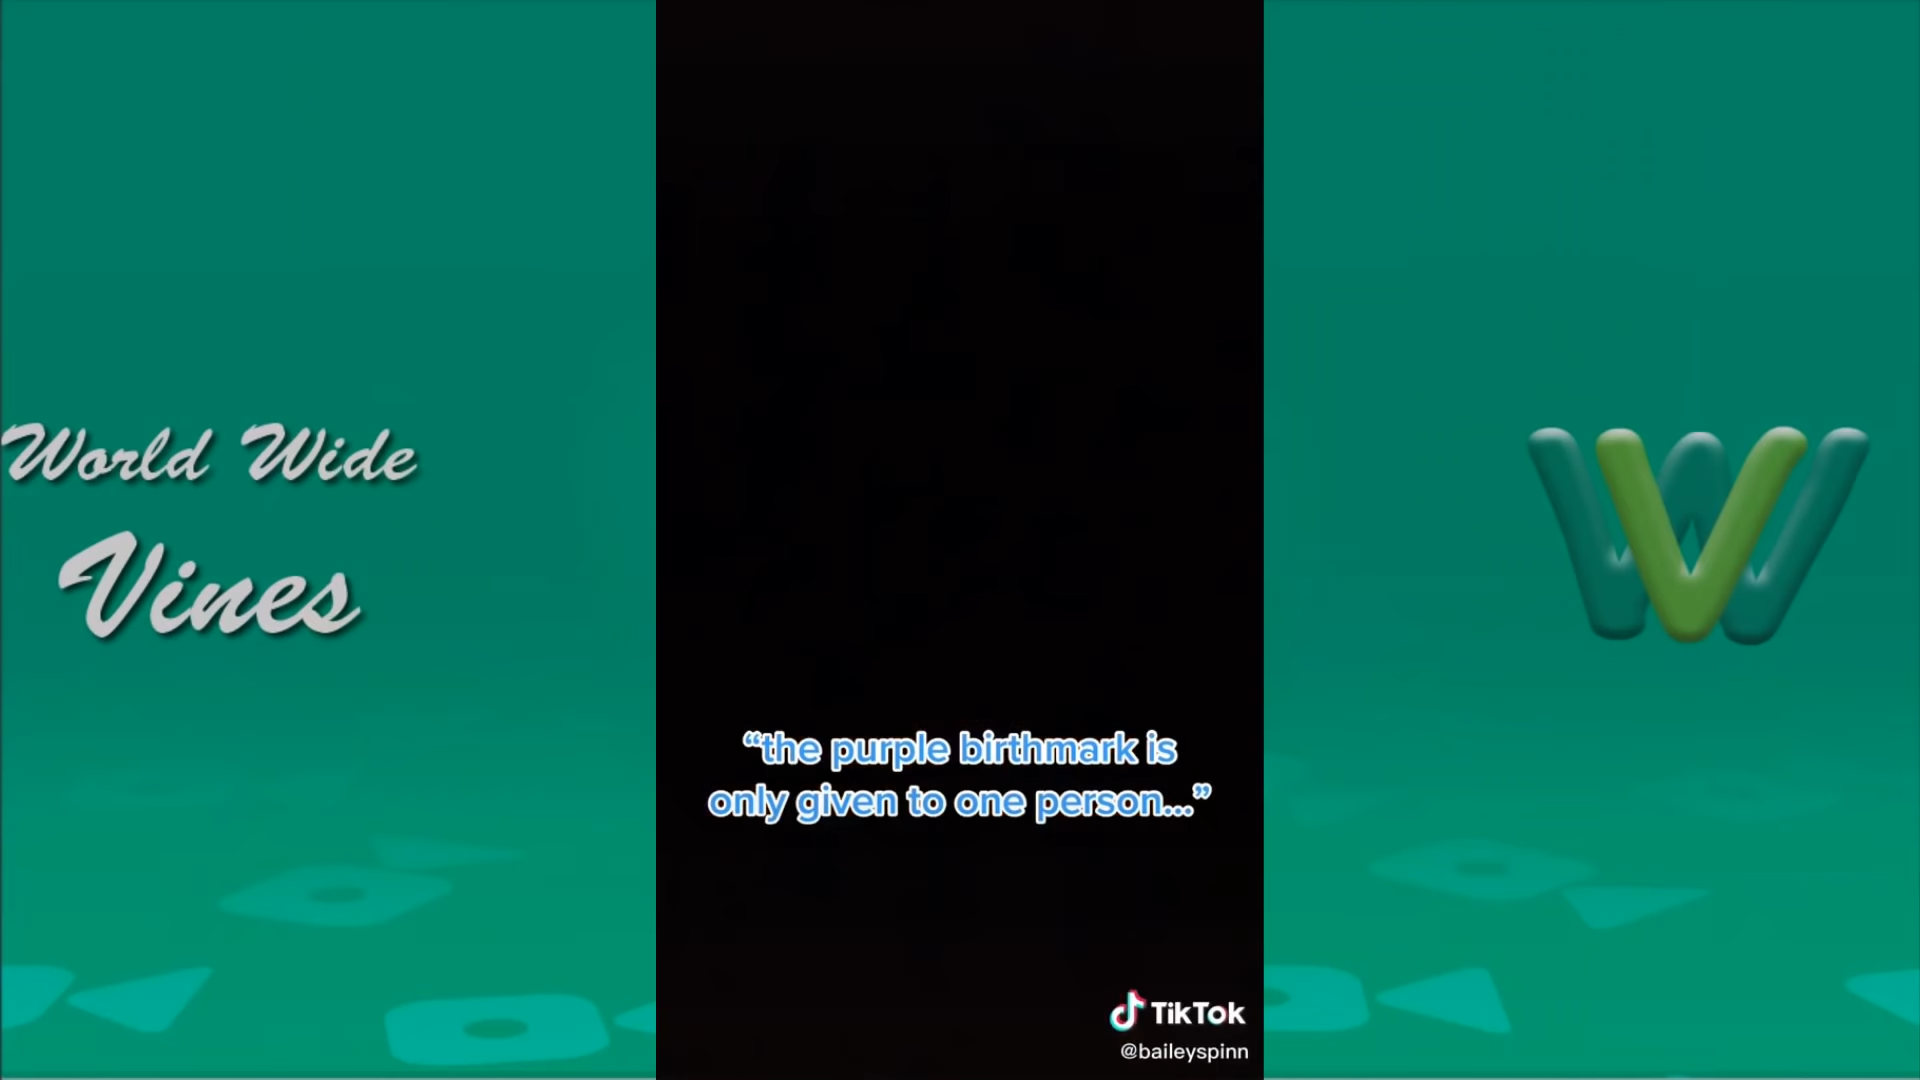 World Wide
Vines
“the purple birthmark is
only given to one person...”
TikTok
@baileyspinn
W
V